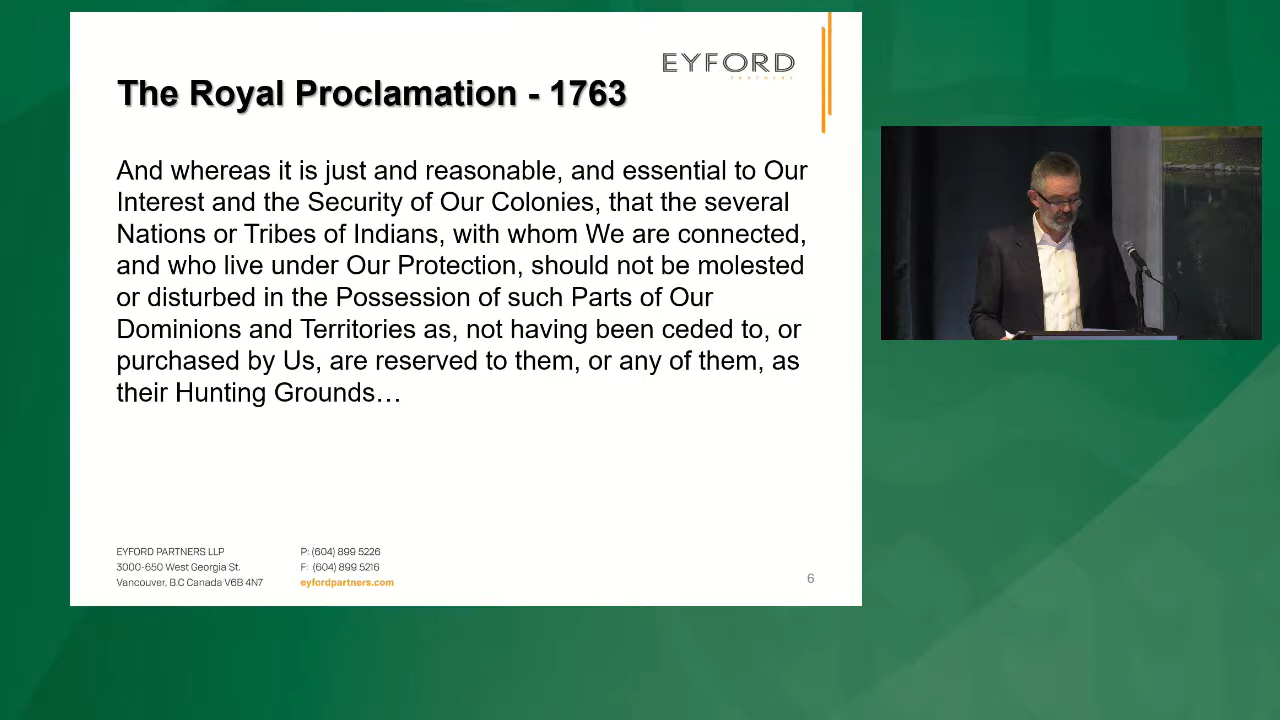 EYFORD
PARTNERS
The Royal Proclamation - 1763
And whereas it is just and reasonable, and essential to Our
Interest and the Security of Our Colonies, that the several
Nations or Tribes of Indians, with whom We are connected,
and who live under Our Protection, should not be molested
or disturbed in the Possession of such Parts of Our
Dominions and Territories as, not having been ceded to, or
purchased by Us, are reserved to them, or any of them, as
their Hunting Grounds…
EYFORD PARTNERS LLP
3000-650 West Georgia St.
Vancouver, B.C Canada V6B 4N7
P: (604) 899 5226
F: (604) 899 5216
eyfordpartners.com
6